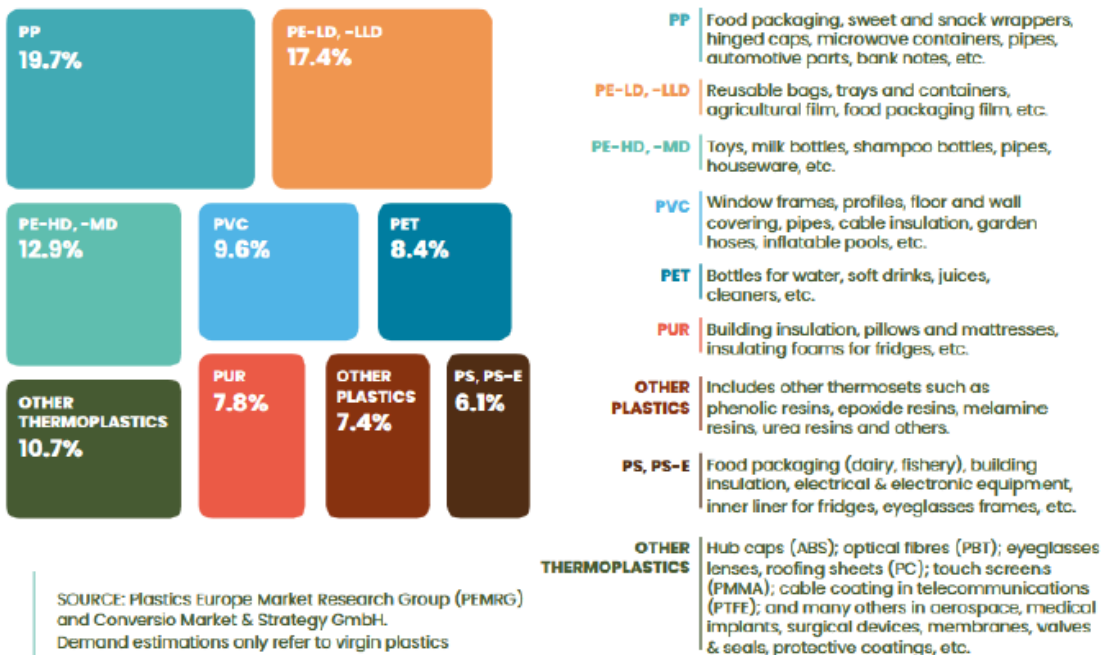 PP
19.7%
PE-LD, -LLD
17.4%
PE-HD, -MD
12.9%
PVC
9.6%
PET
8.4%
OTHER
THERMOPLASTICS
10.7%
PUR
7.8%
OTHER
PLASTICS
7.4%
PS, PS-E
6.1%
SOURCE: Plastics Europe Market Research Group (PEMRG)
and Conversio Market & Strategy GmbH.
Demand estimations only refer to virgin plastics
PP Food packaging, sweet and snack wrappers,
hinged caps, microwave containers, pipes,
automotive parts, bank notes, etc.
PE-LD, -LLD Reusable bags, trays and containers,
agricultural film, food packaging film, etc.
PE-HD, -MD Toys, milk bottles, shampoo bottles, pipes,
houseware, etc.
PVC Window frames, profiles, floor and wall
covering, pipes, cable insulation, garden
hoses, inflatable pools, etc.
PET Bottles for water, soft drinks, juices,
cleaners, etc.
PUR Building insulation, pillows and mattresses,
insulating foams for fridges, etc.
OTHER Includes other thermosets such as
PLASTICS phenolic resins, epoxide resins, melamine
resins, urea resins and others.
PS, PS-E Food packaging (dairy, fishery), building
insulation, electrical & electronic equipment,
inner liner for fridges, eyeglasses frames, etc.
OTHER Hub caps (ABS); optical fibres (PBT); eyeglasses
THERMOPLASTICS lenses, roofing sheets (PC); touch screens
(PMMA); cable coating in telecommunications
(PTFE); and many others in aerospace, medical
implants, surgical devices, membranes, valves
& seals, protective coatings, etc.